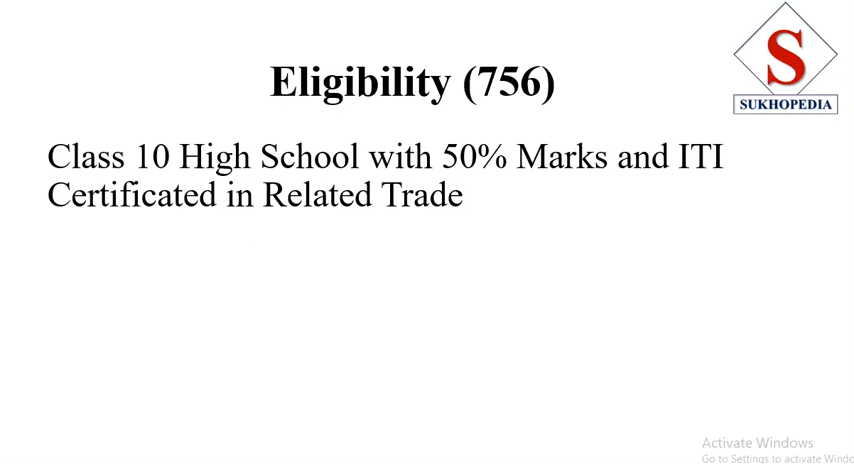 S
SUKHOPEDIA
Eligibility (756)
Class 10 High School with 50% Marks and ITI
Certificated in Related Trade
Activate Windows
Go to Settings to activate Windo